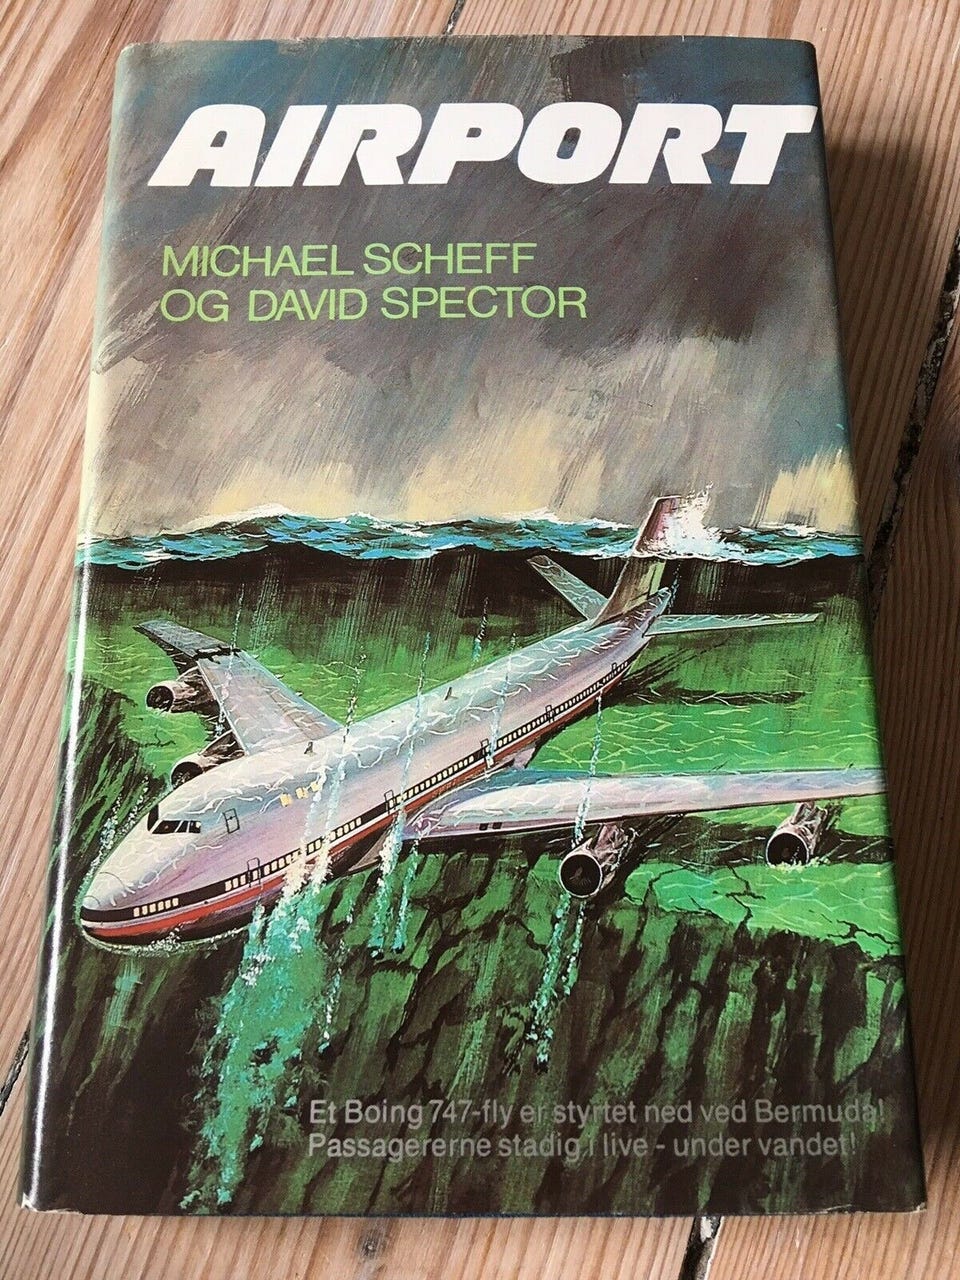 AIRPORT
MICHAEL SCHEFF
OG DAVID SPECTOR
Et Boing 747-fly er styrtet ned ved Bermuda!
Passagererne stadig i live - under vandet!